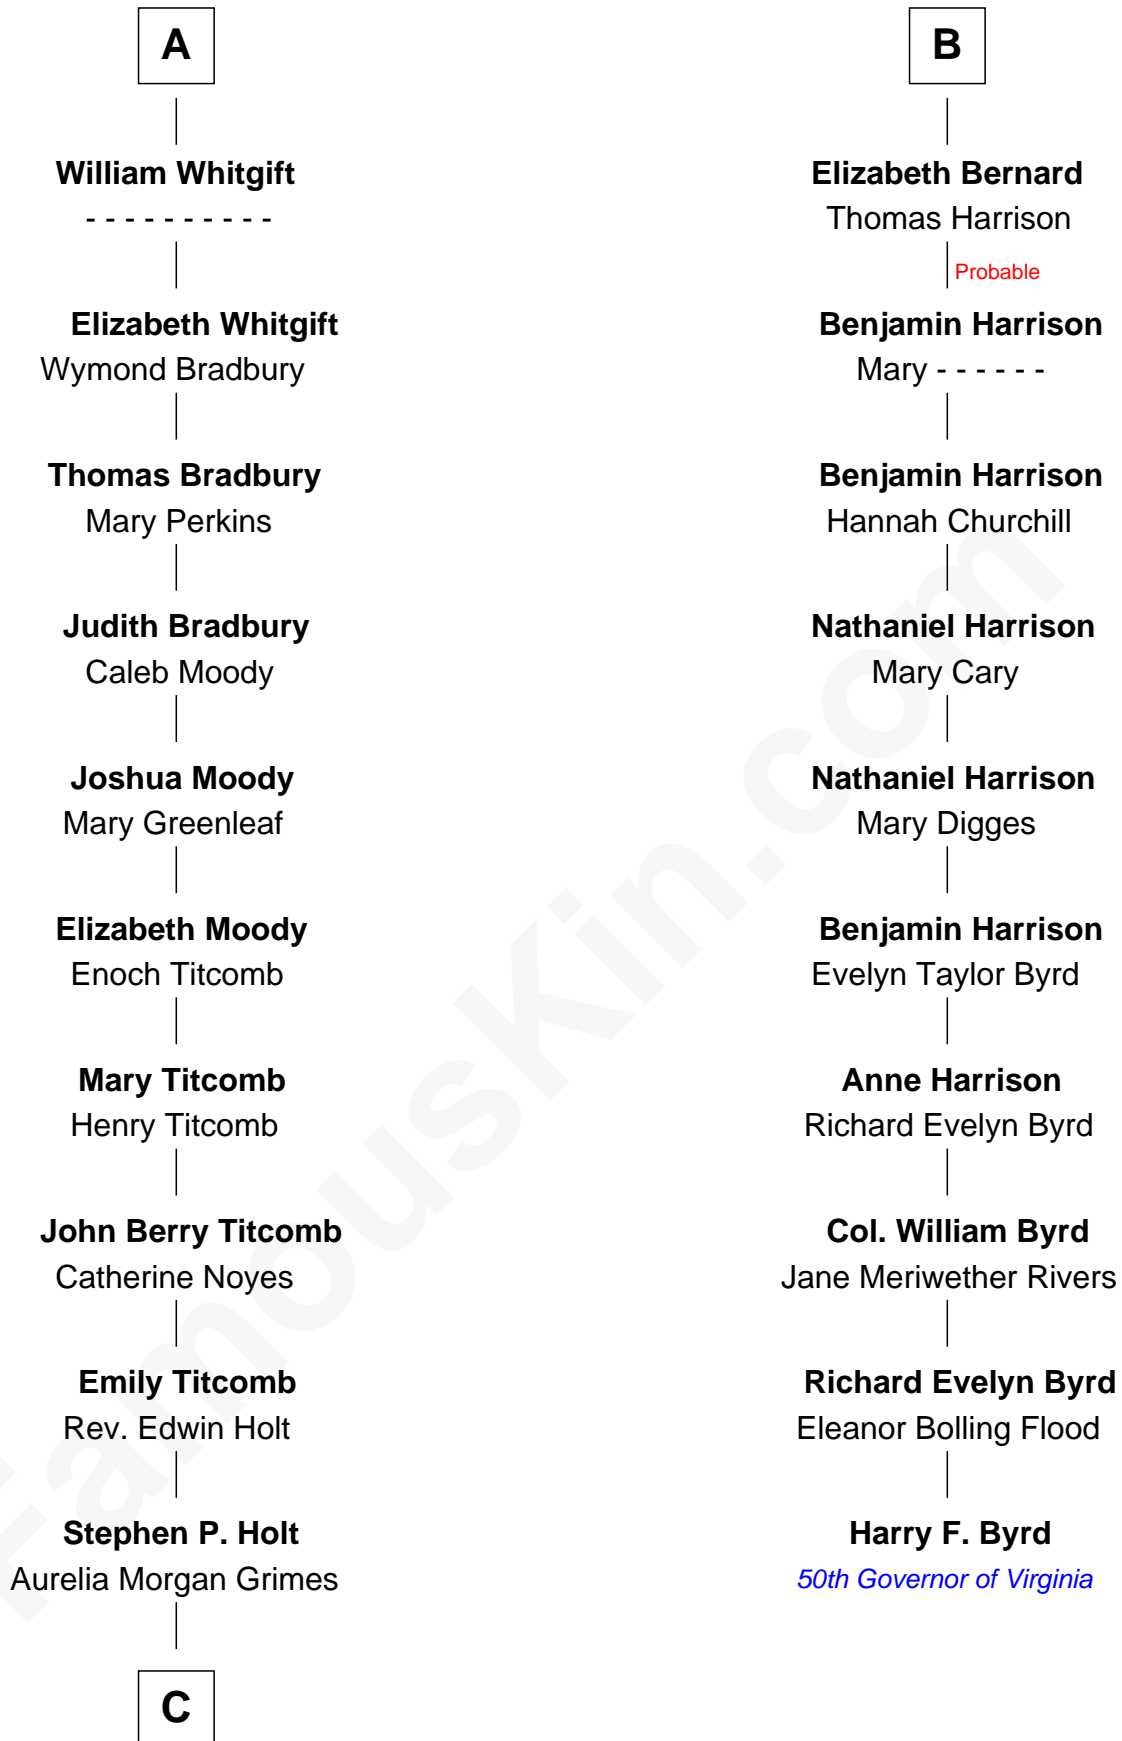 A
William Whitgift
- - - - - - - - - -
Elizabeth Whitgift
Wymond Bradbury
Thomas Bradbury
Mary Perkins
Judith Bradbury
Caleb Moody
Joshua Moody
Mary Greenleaf
Elizabeth Moody
Enoch Titcomb
Mary Titcomb
Henry Titcomb
John Berry Titcomb
Catherine Noyes
Emily Titcomb
Rev. Edwin Holt
Stephen P. Holt
Aurelia Morgan Grimes
C
B
Elizabeth Bernard
Thomas Harrison
Probable
Benjamin Harrison
Mary - - - - - -
Benjamin Harrison
Hannah Churchill
Nathaniel Harrison
Mary Cary
Nathaniel Harrison
Mary Digges
Benjamin Harrison
Evelyn Taylor Byrd
Anne Harrison
Richard Evelyn Byrd
Col. William Byrd
Jane Meriwether Rivers
Richard Evelyn Byrd
Eleanor Bolling Flood
Harry F. Byrd
50th Governor of Virginia
FamousKin.com